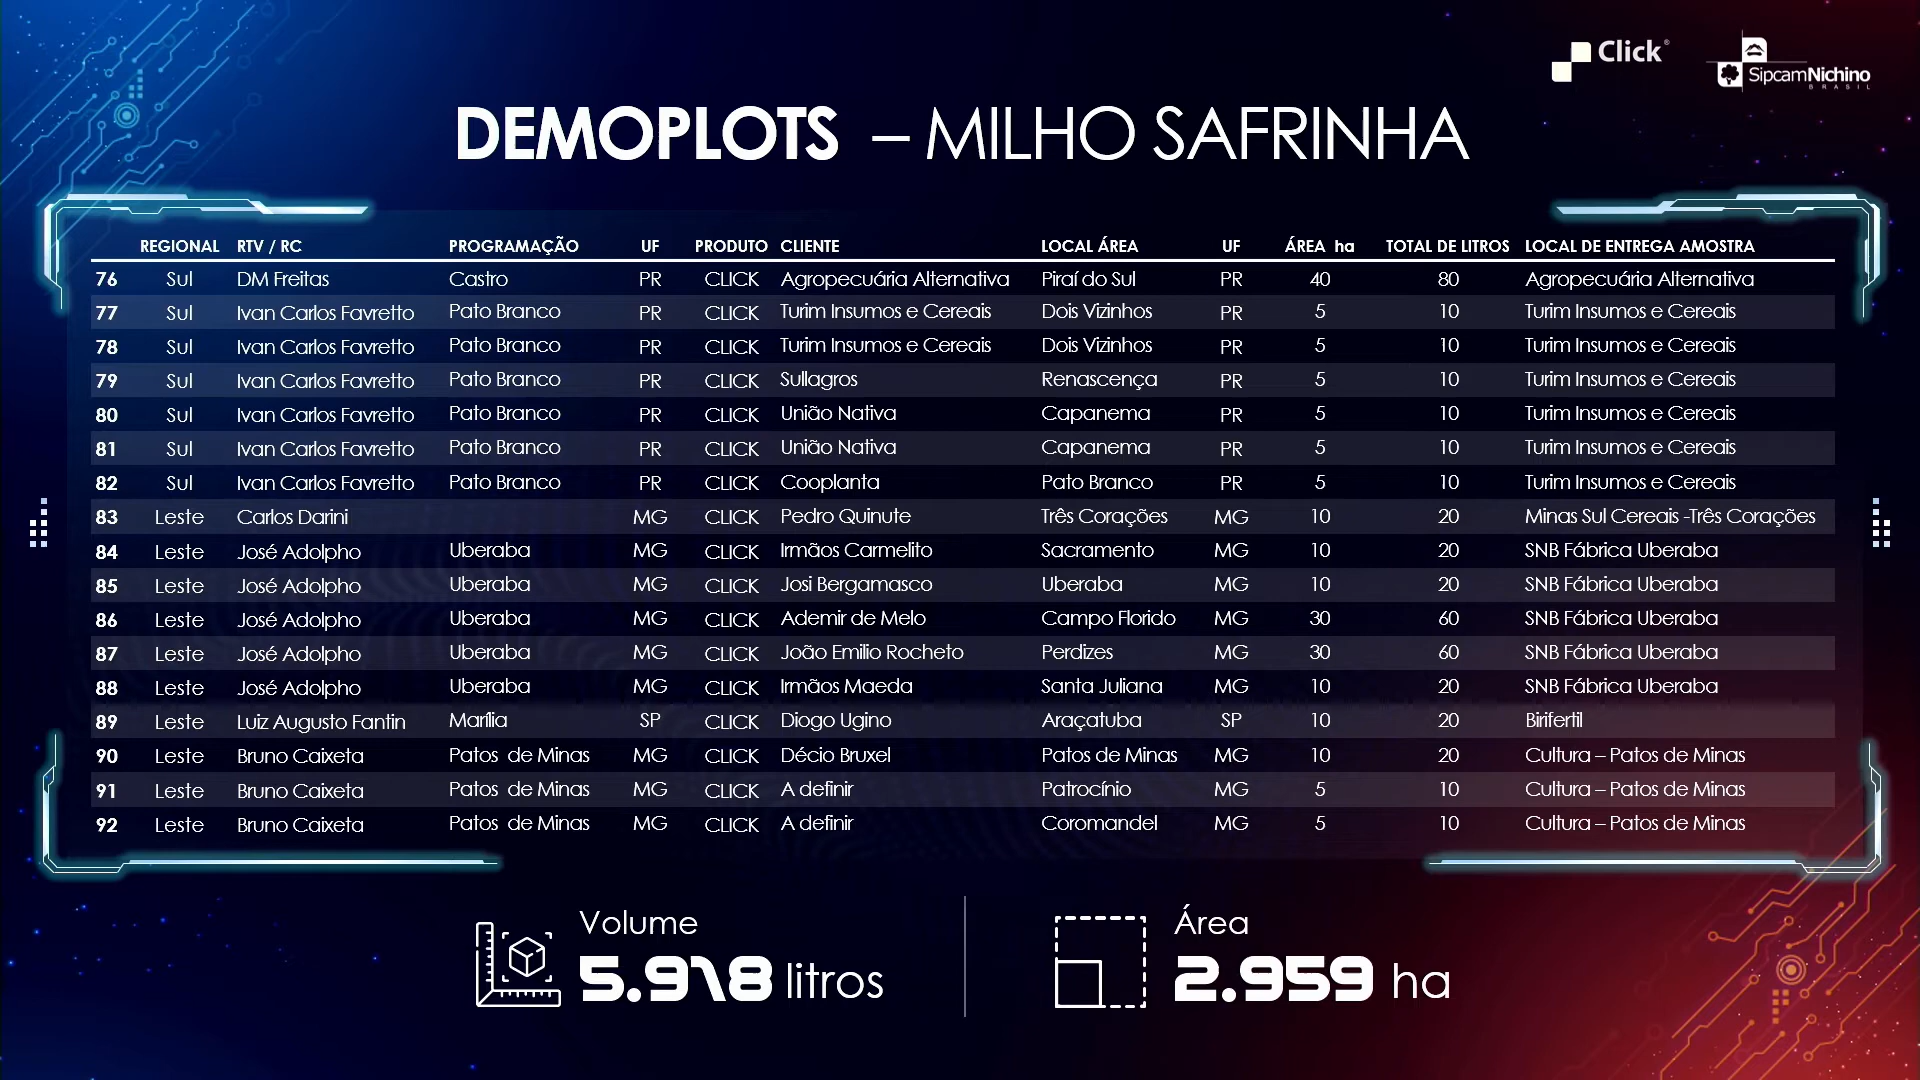 Click®
SipcamNichino
BRASIL
DEMOPLOTS – MILHO SAFRINHA
REGIONAL RTV / RC PROGRAMAÇÃO UF PRODUTO CLIENTE LOCAL ÁREA UF ÁREA ha TOTAL DE LITROS LOCAL DE ENTREGA AMOSTRA
76 Sul DM Freitas Castro PR CLICK Agropecuária Alternativa Piraí do Sul PR 40 80 Agropecuária Alternativa
77 Sul Ivan Carlos Favretto Pato Branco PR CLICK Turim Insumos e Cereais Dois Vizinhos PR 5 10 Turim Insumos e Cereais
78 Sul Ivan Carlos Favretto Pato Branco PR CLICK Turim Insumos e Cereais Dois Vizinhos PR 5 10 Turim Insumos e Cereais
79 Sul Ivan Carlos Favretto Pato Branco PR CLICK Sullagros Renascença PR 5 10 Turim Insumos e Cereais
80 Sul Ivan Carlos Favretto Pato Branco PR CLICK União Nativa Capanema PR 5 10 Turim Insumos e Cereais
81 Sul Ivan Carlos Favretto Pato Branco PR CLICK União Nativa Capanema PR 5 10 Turim Insumos e Cereais
82 Sul Ivan Carlos Favretto Pato Branco PR CLICK Cooplanta Pato Branco PR 5 10 Turim Insumos e Cereais
83 Leste Carlos Darini MG CLICK Pedro Quinute Três Corações MG 10 20 Minas Sul Cereais -Três Corações
84 Leste José Adolpho Uberaba MG CLICK Irmãos Carmelito Sacramento MG 10 20 SNB Fábrica Uberaba
85 Leste José Adolpho Uberaba MG CLICK Josi Bergamasco Uberaba MG 10 20 SNB Fábrica Uberaba
86 Leste José Adolpho Uberaba MG CLICK Ademir de Melo Campo Florido MG 30 60 SNB Fábrica Uberaba
87 Leste José Adolpho Uberaba MG CLICK João Emilio Rocheto Perdizes MG 30 60 SNB Fábrica Uberaba
88 Leste José Adolpho Uberaba MG CLICK Irmãos Maeda Santa Juliana MG 10 20 SNB Fábrica Uberaba
89 Leste Luiz Augusto Fantin Marília SP CLICK Diogo Ugino Araçatuba SP 10 20 Birifertil
90 Leste Bruno Caixeta Patos de Minas MG CLICK Décio Bruxel Patos de Minas MG 10 20 Cultura – Patos de Minas
91 Leste Bruno Caixeta Patos de Minas MG CLICK A definir Patrocínio MG 5 10 Cultura – Patos de Minas
92 Leste Bruno Caixeta Patos de Minas MG CLICK A definir Coromandel MG 5 10 Cultura – Patos de Minas
Volume
5.918 litros
Área
2.959 ha